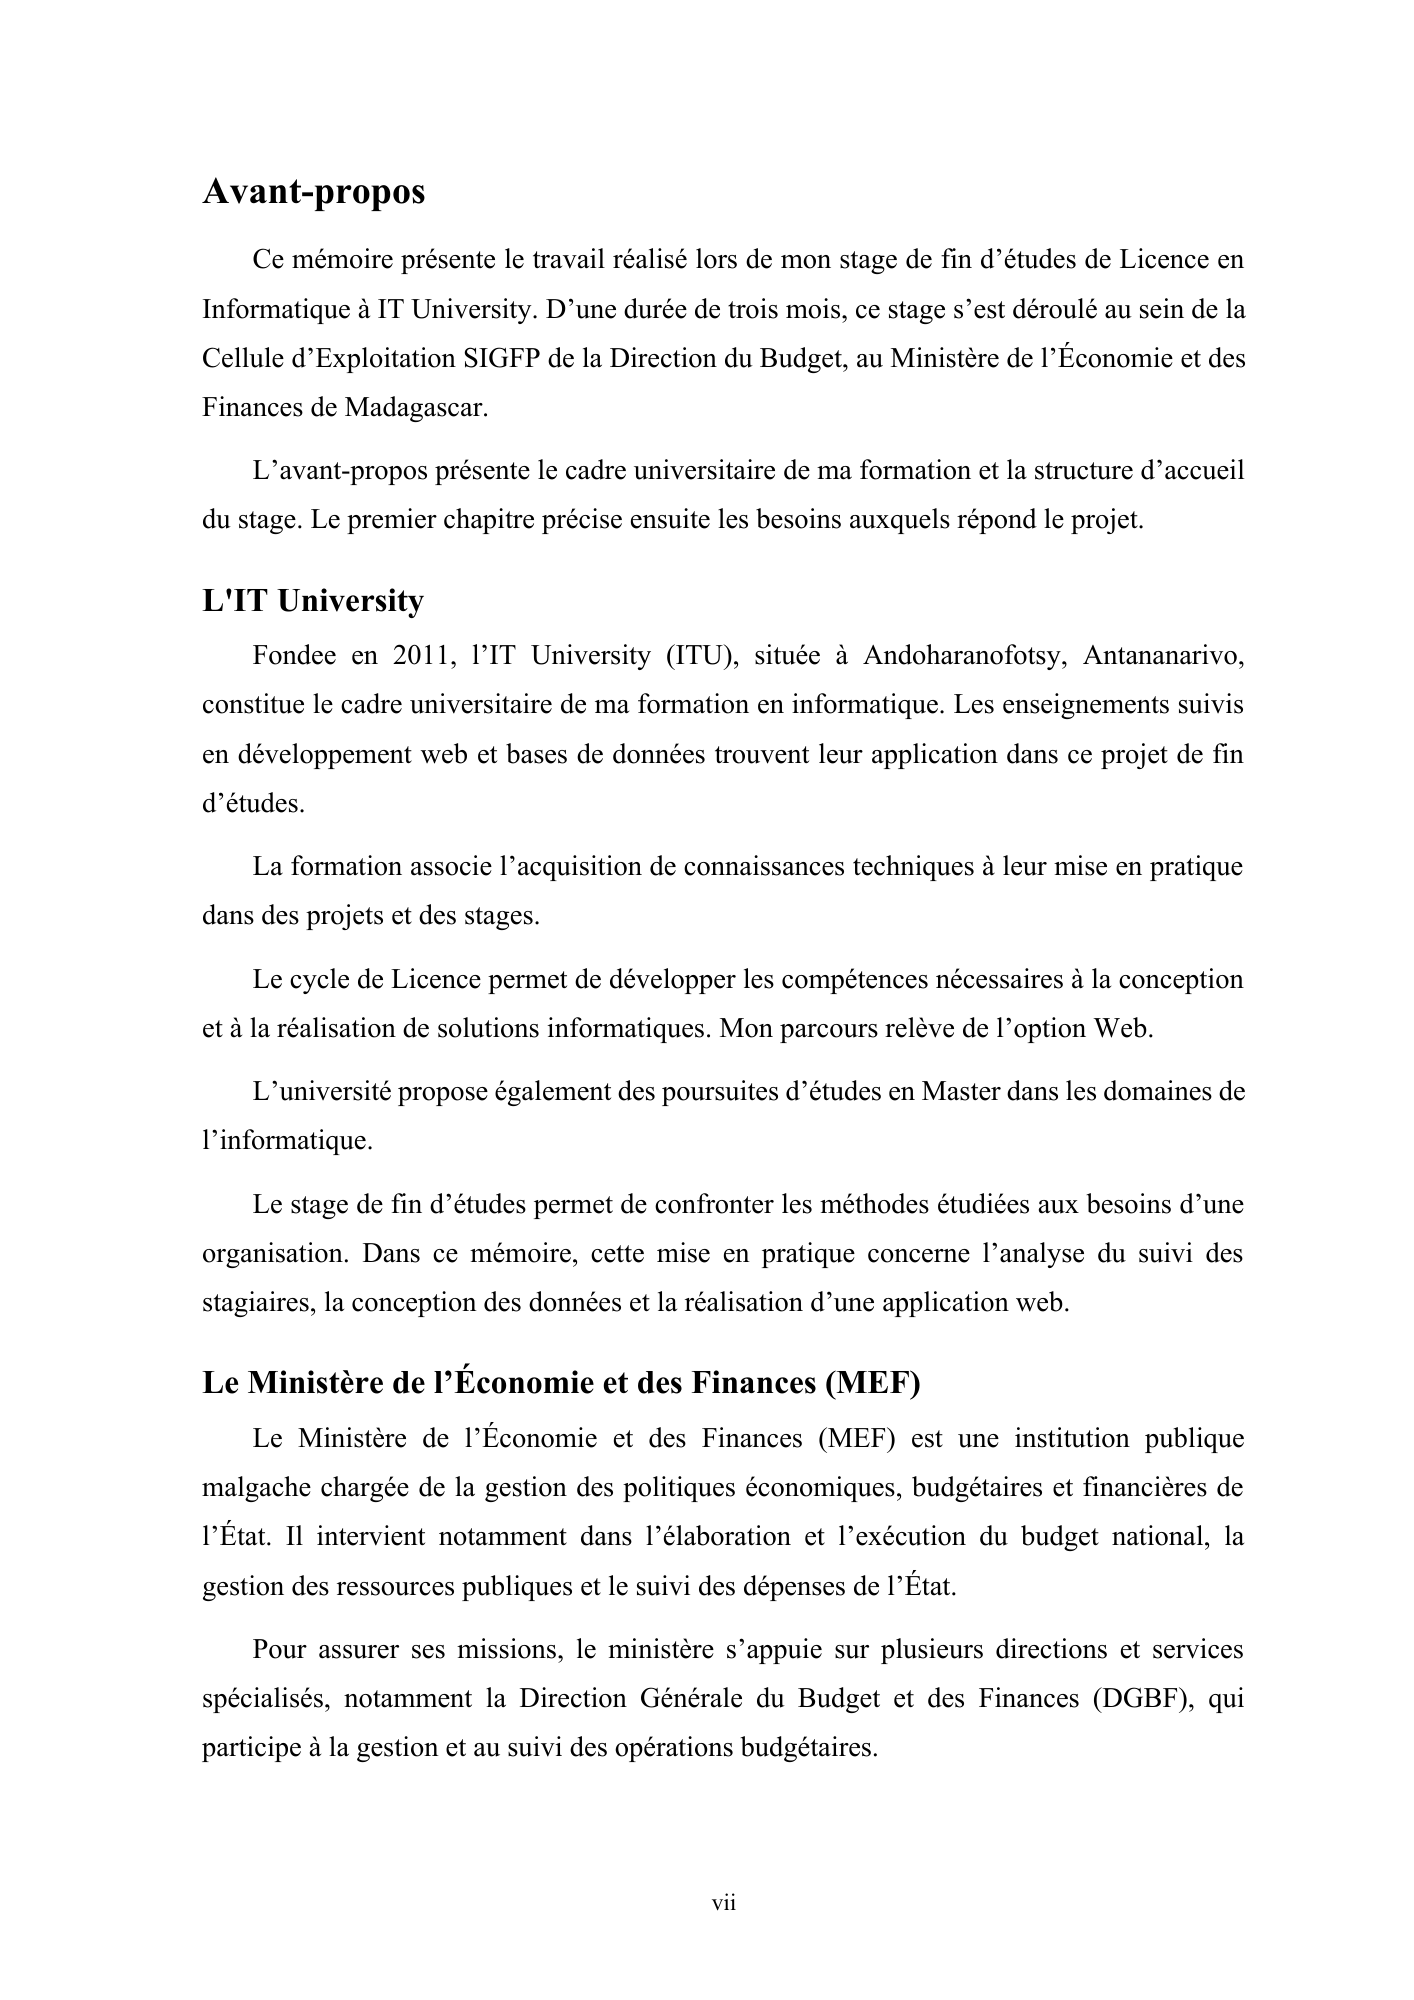 Avant-propos
Ce mémoire présente le travail réalisé lors de mon stage de fin d’études de Licence en
Informatique à IT University. D’une durée de trois mois, ce stage s’est déroulé au sein de la
Cellule d’Exploitation SIGFP de la Direction du Budget, au Ministère de l’Économie et des
Finances de Madagascar.
L’avant-propos présente le cadre universitaire de ma formation et la structure d’accueil
du stage. Le premier chapitre précise ensuite les besoins auxquels répond le projet.
L'IT University
Fondee en 2011, l’IT University (ITU), située à Andoharanofotsy, Antananarivo,
constitue le cadre universitaire de ma formation en informatique. Les enseignements suivis
en développement web et bases de données trouvent leur application dans ce projet de fin
d’études.
La formation associe l’acquisition de connaissances techniques à leur mise en pratique
dans des projets et des stages.
Le cycle de Licence permet de développer les compétences nécessaires à la conception
et à la réalisation de solutions informatiques. Mon parcours relève de l’option Web.
L’université propose également des poursuites d’études en Master dans les domaines de
l’informatique.
Le stage de fin d’études permet de confronter les méthodes étudiées aux besoins d’une
organisation. Dans ce mémoire, cette mise en pratique concerne l’analyse du suivi des
stagiaires, la conception des données et la réalisation d’une application web.
Le Ministère de l’Économie et des Finances (MEF)
Le Ministère de l’Économie et des Finances (MEF) est une institution publique
malgache chargée de la gestion des politiques économiques, budgétaires et financières de
l’État. Il intervient notamment dans l’élaboration et l’exécution du budget national, la
gestion des ressources publiques et le suivi des dépenses de l’État.
Pour assurer ses missions, le ministère s’appuie sur plusieurs directions et services
spécialisés, notamment la Direction Générale du Budget et des Finances (DGBF), qui
participe à la gestion et au suivi des opérations budgétaires.
vii